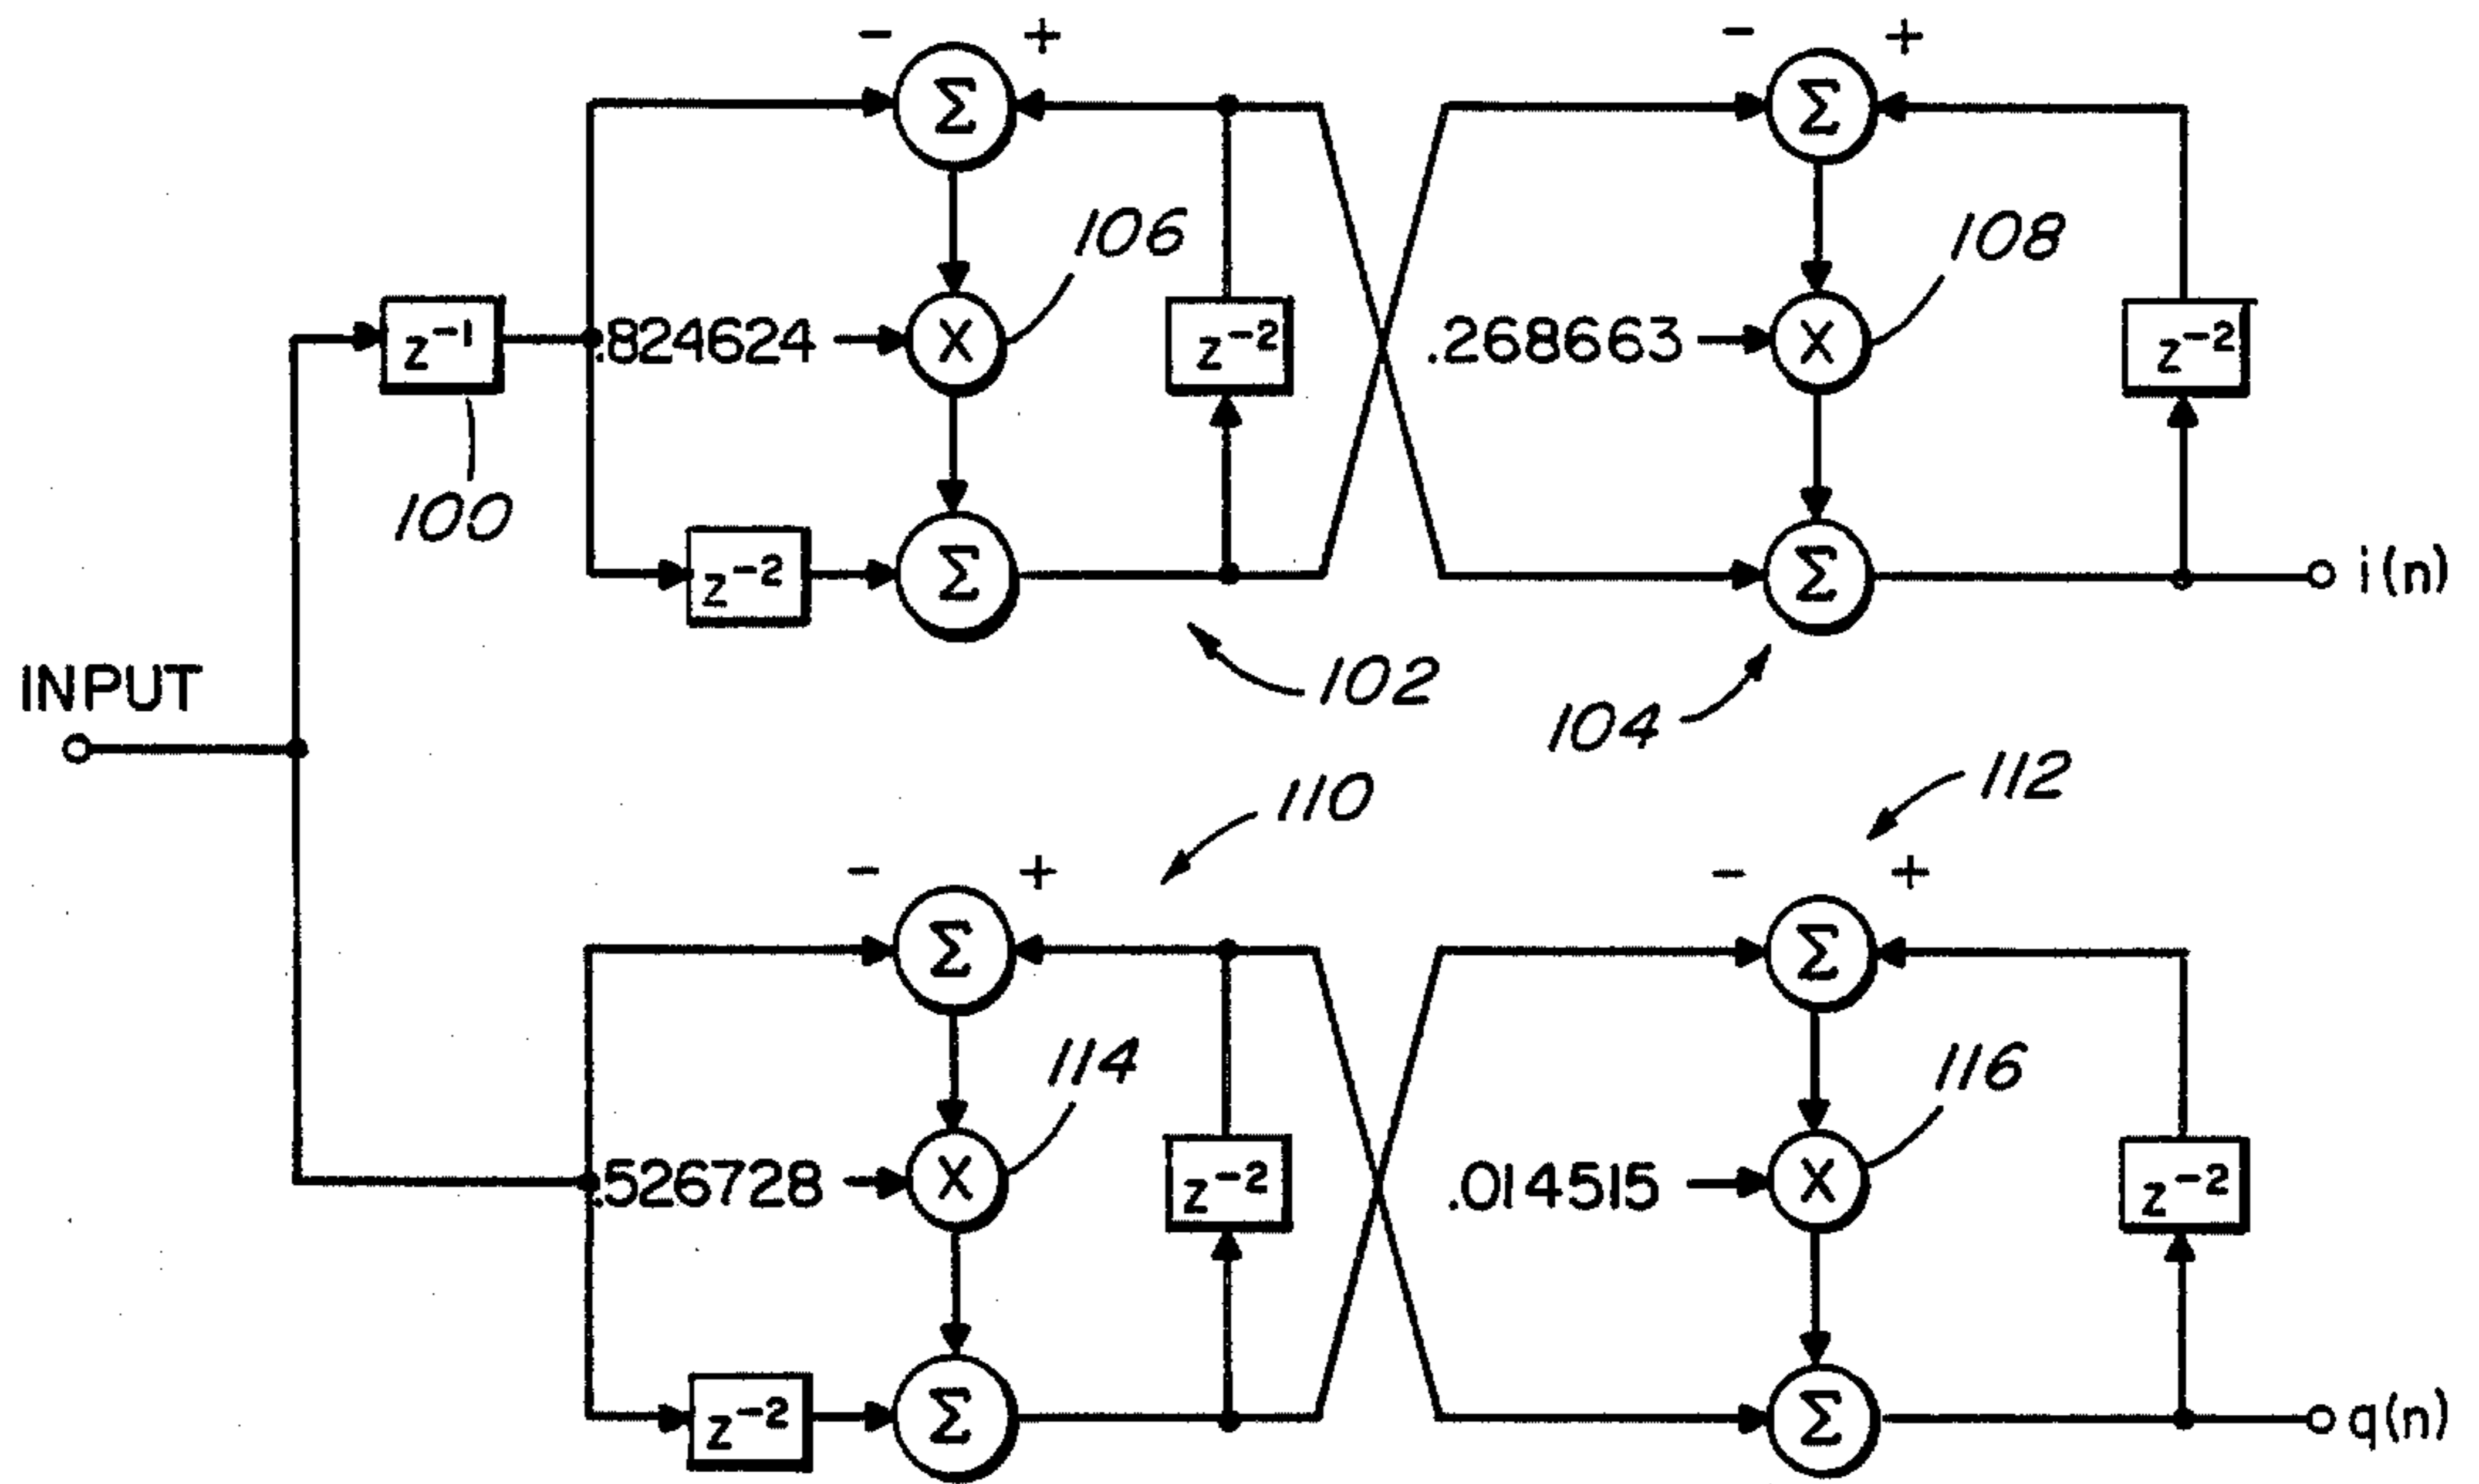 - + - +
Σ Σ
106 108
z⁻¹ .824624 X z⁻² .268663 X z⁻²
100
z⁻² Σ Σ i(n)
102
INPUT
104
112
110
- + - +
Σ Σ
114 116
.526728 X z⁻² .014515 X z⁻²
z⁻² Σ Σ q(n)